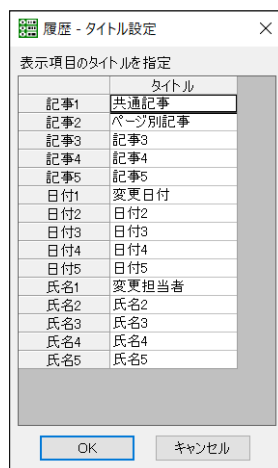 履歴 - タイトル設定
表示項目のタイトルを指定
タイトル
記事1 共通記事
記事2 ページ別記事
記事3 記事3
記事4 記事4
記事5 記事5
日付1 変更日付
日付2 日付2
日付3 日付3
日付4 日付4
日付5 日付5
氏名1 変更担当者
氏名2 氏名2
氏名3 氏名3
氏名4 氏名4
氏名5 氏名5
OK キャンセル